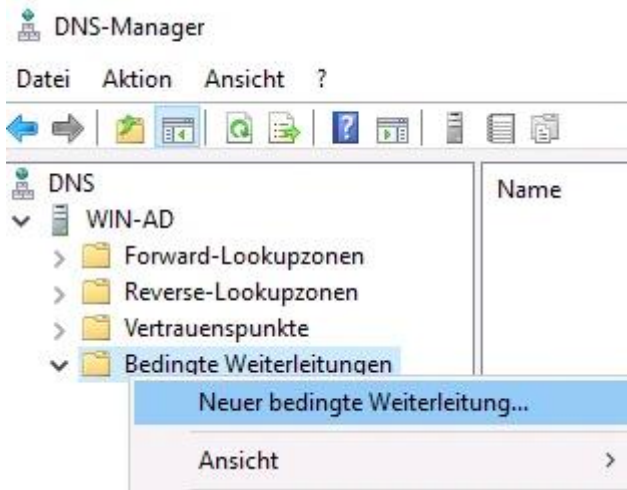 DNS-Manager
Datei Aktion Ansicht ?
DNS
Name
WIN-AD
Forward-Lookupzonen
Reverse-Lookupzonen
Vertrauenspunkte
Bedingte Weiterleitungen
Neuer bedingte Weiterleitung...
Ansicht